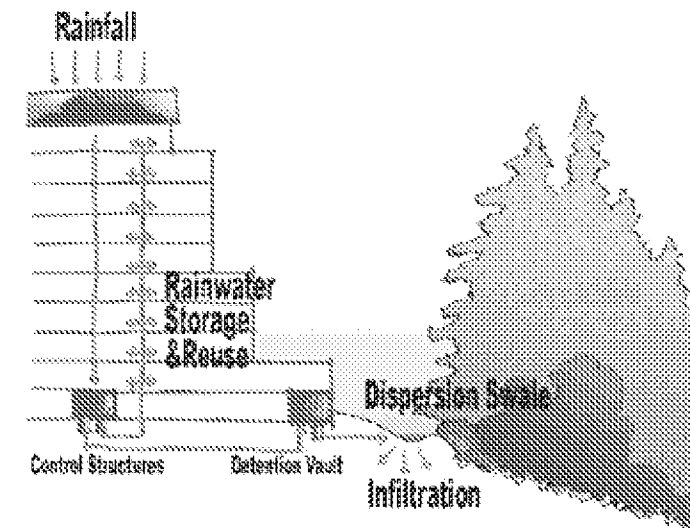 Rainfall
Rainwater
Storage
&Reuse
Dispersion Swale
Control Structures
Detention Vault
Infiltration